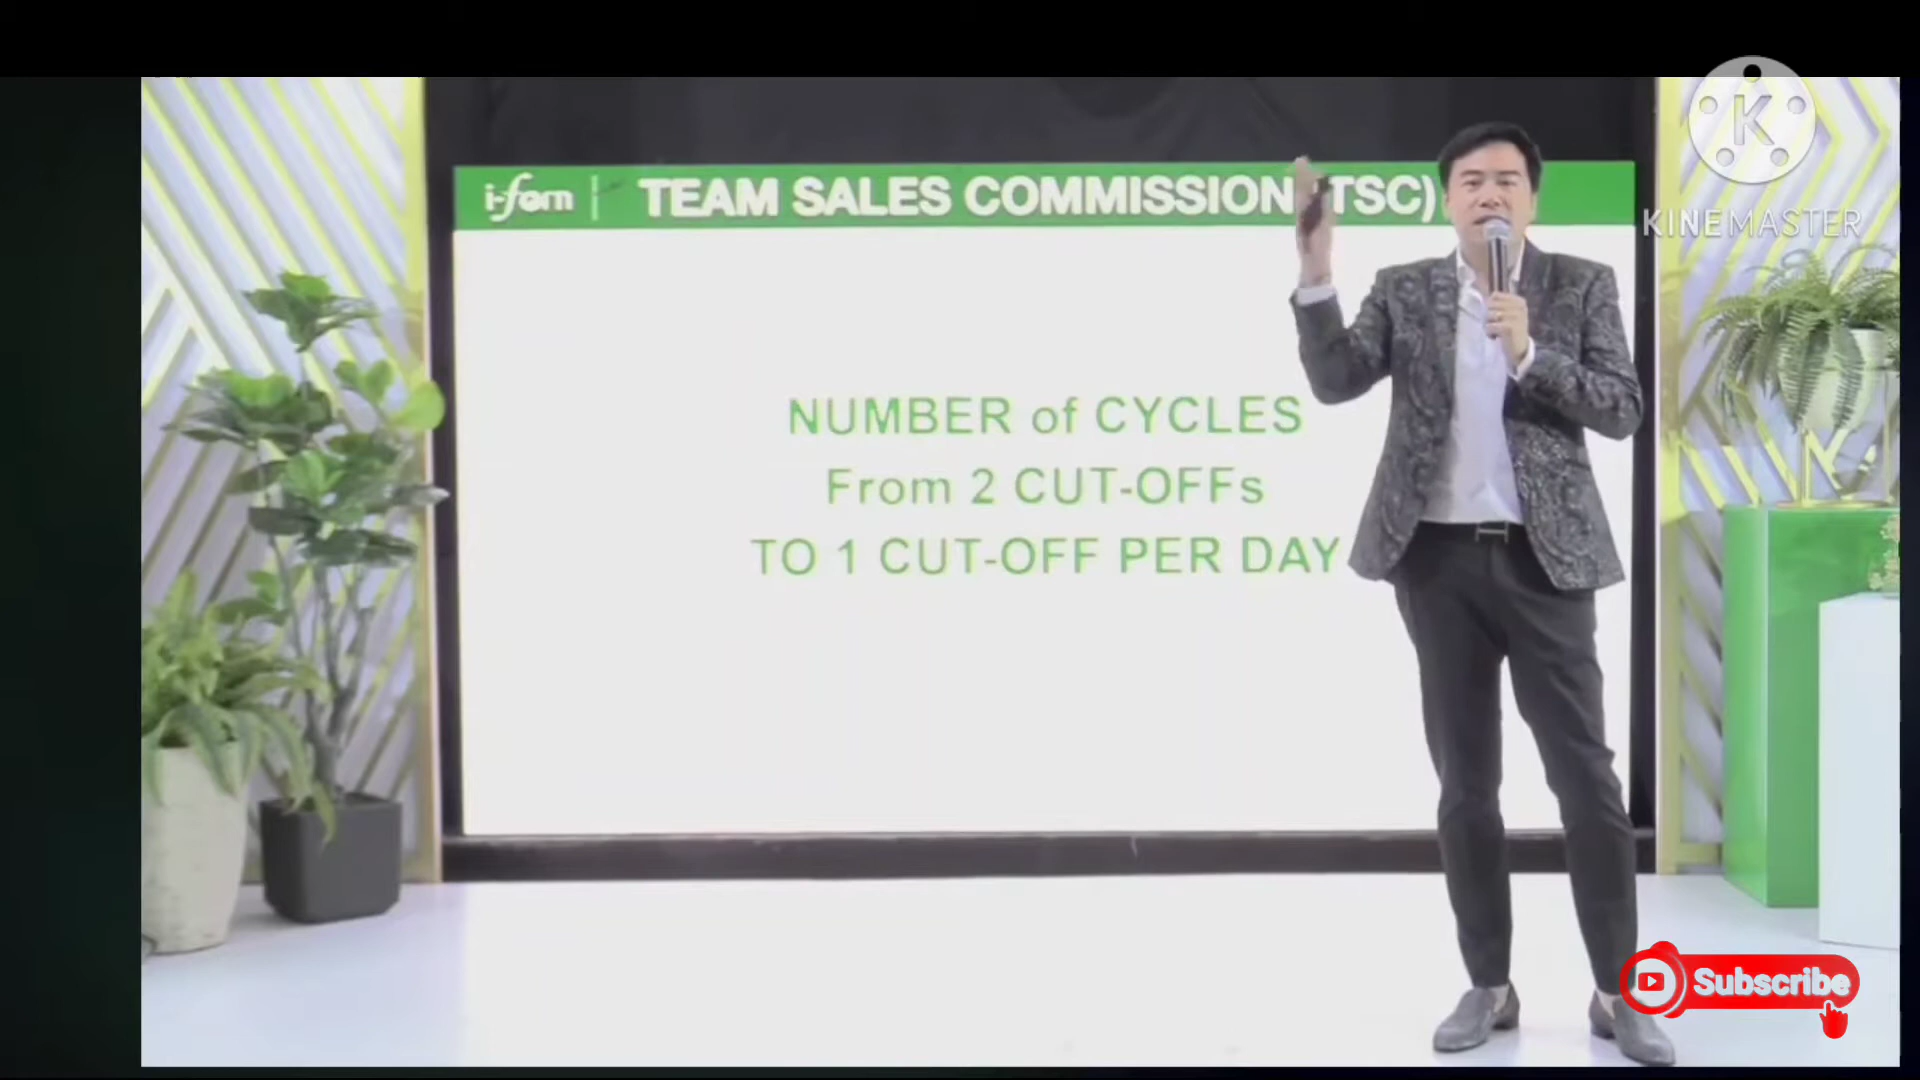 K
KINEMASTER
i-fern
TEAM SALES COMMISSION (TSC)
NUMBER of CYCLES
From 2 CUT-OFFs
TO 1 CUT-OFF PER DAY
Subscribe